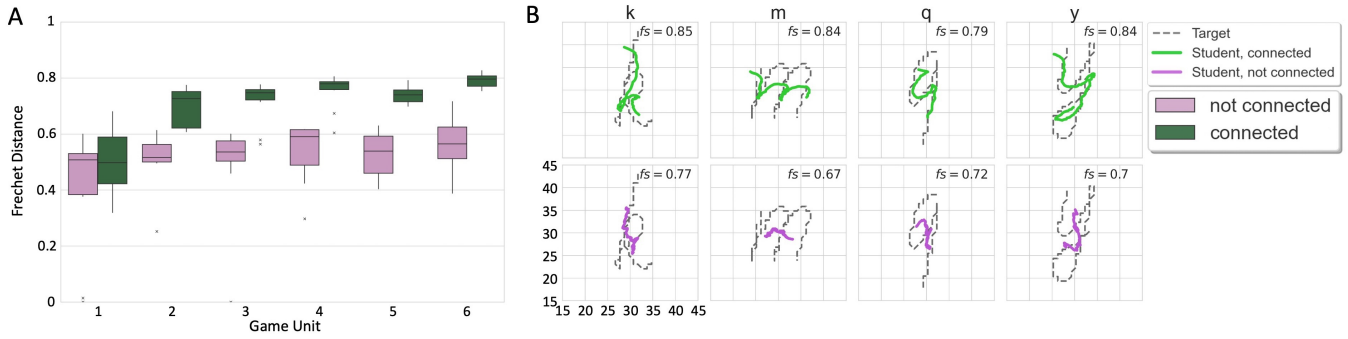 A
Frechet Distance
1
0.8
0.6
0.4
0.2
0
1 2 3 4 5 6
Game Unit
B
k m q y
fs = 0.85 fs = 0.84 fs = 0.79 fs = 0.84
fs = 0.77 fs = 0.67 fs = 0.72 fs = 0.7
45
40
35
30
25
20
15
15 20 25 30 35 40 45
Target
Student, connected
Student, not connected
not connected
connected